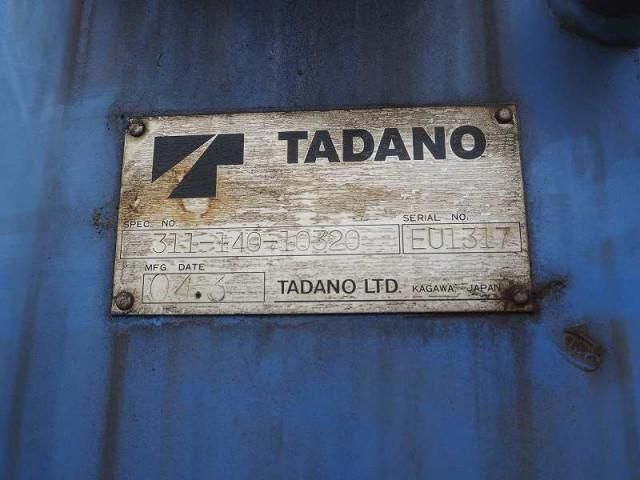 TADANO
SPEC. NO. SERIAL NO.
311-140-10320 EU1317
MFG DATE
04.3 TADANO LTD. KAGAWA, JAPAN